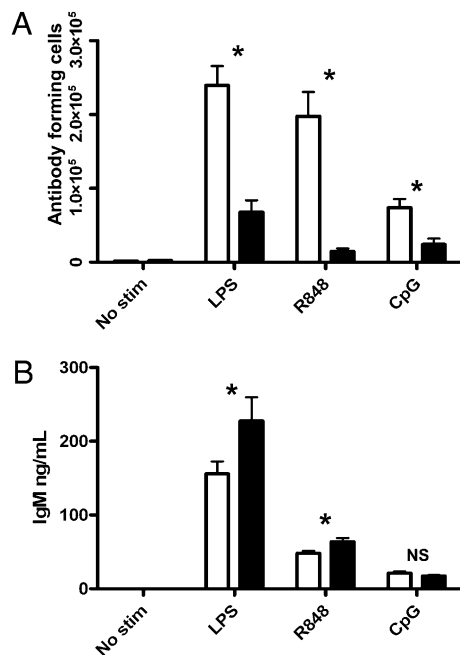 A
Antibody forming cells
3.0×10⁵
2.0×10⁵
1.0×10⁵
0
*
*
*
No stim
LPS
R848
CpG
B
IgM ng/mL
300
200
100
0
*
*
NS
No stim
LPS
R848
CpG